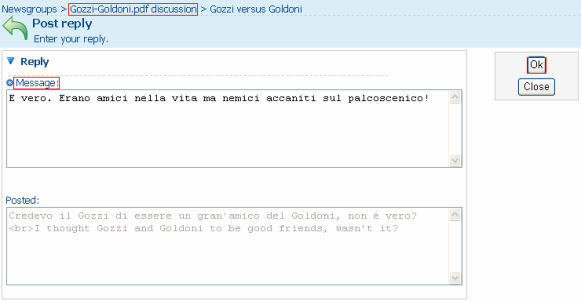 Newsgroups > Gozzi-Goldoni.pdf discussion > Gozzi versus Goldoni
Post reply
Enter your reply.
Reply
Ok
Message:
Close
E vero. Erano amici nella vita ma nemici accaniti sul palcoscenico!
Posted:
Credevo il Gozzi di essere un gran'amico del Goldoni, non é vero?
<br>I thought Gozzi and Goldoni to be good friends, wasn't it?